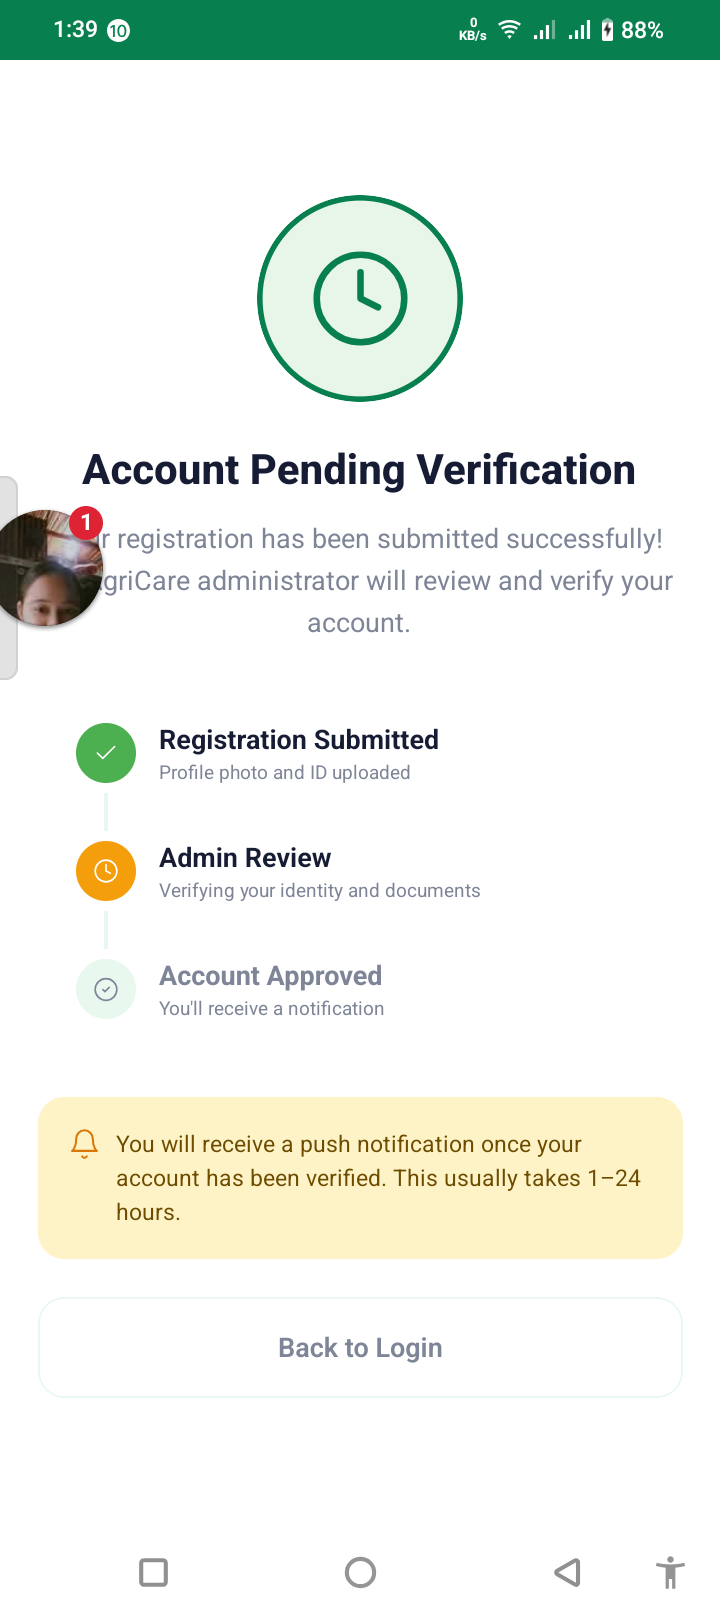 1:39 10 0 KB/s 88%
Account Pending Verification
registration has been submitted successfully!
griCare administrator will review and verify your
account.
1
Registration Submitted
Profile photo and ID uploaded
Admin Review
Verifying your identity and documents
Account Approved
You'll receive a notification
You will receive a push notification once your
account has been verified. This usually takes 1–24
hours.
Back to Login